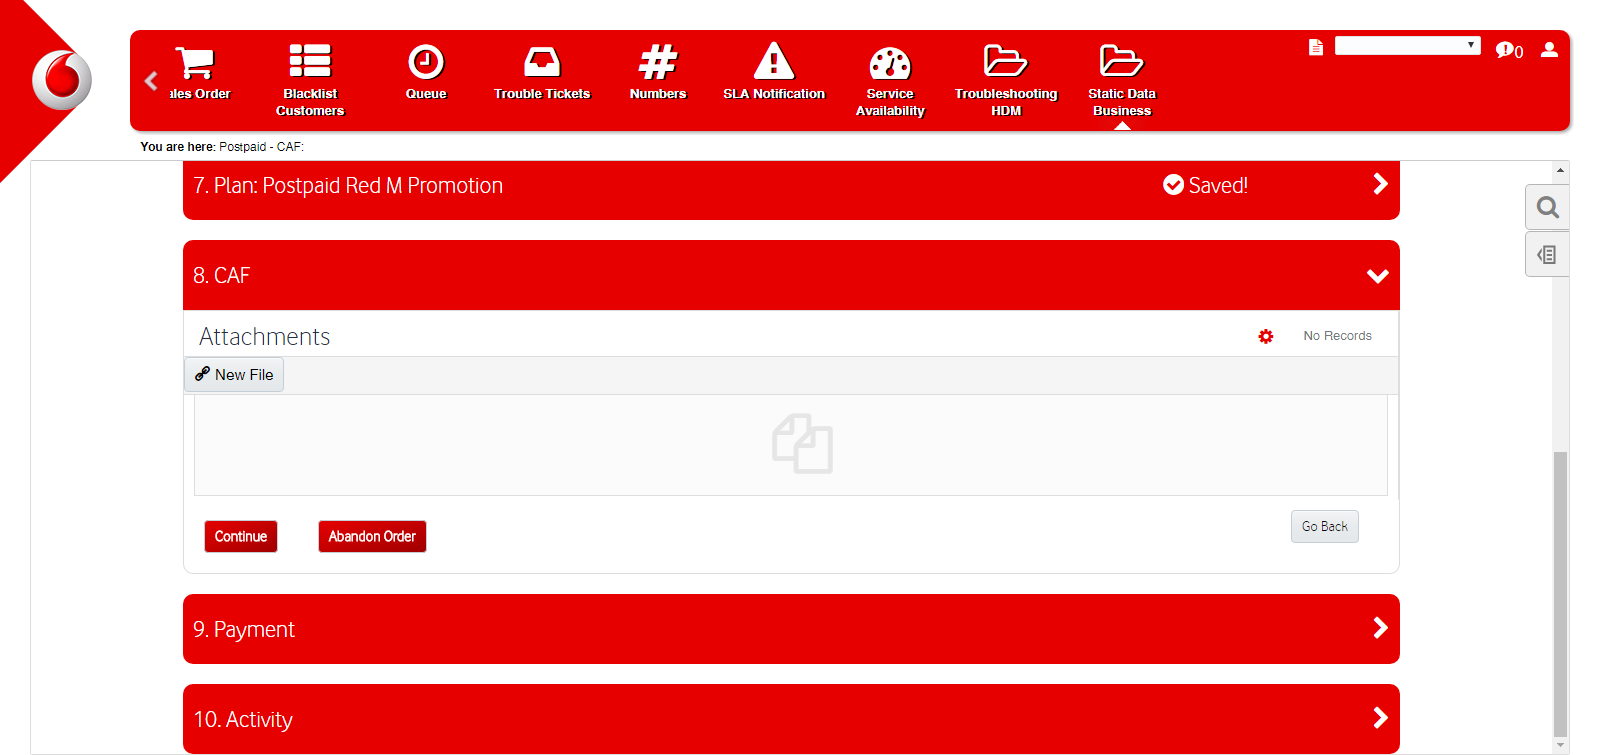 ales Order
Blacklist
Customers
Queue
Trouble Tickets
Numbers
SLA Notification
Service
Availability
Troubleshooting
HDM
Static Data
Business
0
You are here: Postpaid - CAF:
7. Plan: Postpaid Red M Promotion
Saved!
8. CAF
Attachments
No Records
New File
Continue
Abandon Order
Go Back
9. Payment
10. Activity